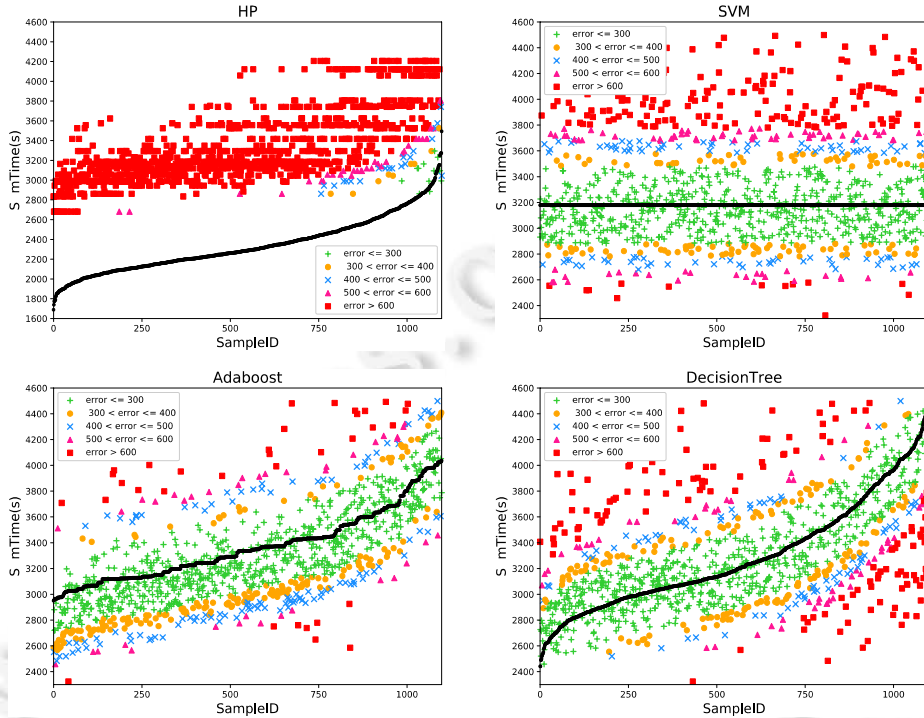 HP
4600
4400
4200
4000
3800
3600
3400
3200
3000
2800
2600
2400
2200
2000
1800
1600
S mTime(s)
error <= 300
300 < error <= 400
400 < error <= 500
500 < error <= 600
error > 600
0 250 500 750 1000
SampleID
SVM
4600
4400
4200
4000
3800
3600
3400
3200
3000
2800
2600
2400
S mTime(s)
error <= 300
300 < error <= 400
400 < error <= 500
500 < error <= 600
error > 600
0 250 500 750 1000
SampleID
Adaboost
4600
4400
4200
4000
3800
3600
3400
3200
3000
2800
2600
2400
S mTime(s)
error <= 300
300 < error <= 400
400 < error <= 500
500 < error <= 600
error > 600
0 250 500 750 1000
SampleID
DecisionTree
4600
4400
4200
4000
3800
3600
3400
3200
3000
2800
2600
2400
S mTime(s)
error <= 300
300 < error <= 400
400 < error <= 500
500 < error <= 600
error > 600
0 250 500 750 1000
SampleID